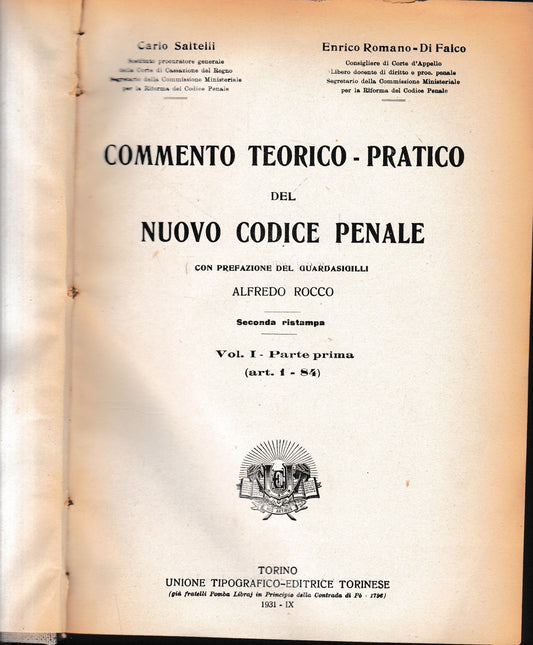 Carlo Saltelli
Sostituto procuratore generale
della Corte di Cassazione del Regno
Segretario della Commissione Ministeriale
per la Riforma del Codice Penale
Enrico Romano-Di Falco
Consigliere di Corte d'Appello
Libero docente di diritto e proc. penale
Segretario della Commissione Ministeriale
per la Riforma del Codice Penale
COMMENTO TEORICO-PRATICO
DEL
NUOVO CODICE PENALE
CON PREFAZIONE DEL GUARDASIGILLI
ALFREDO ROCCO
Seconda ristampa
Vol. I - Parte prima
(art. 1 - 84)
TORINO
UNIONE TIPOGRAFICO-EDITRICE TORINESE
(già fratelli Pomba Libraj in Principio della Contrada di Pò - 1796)
1931 - IX